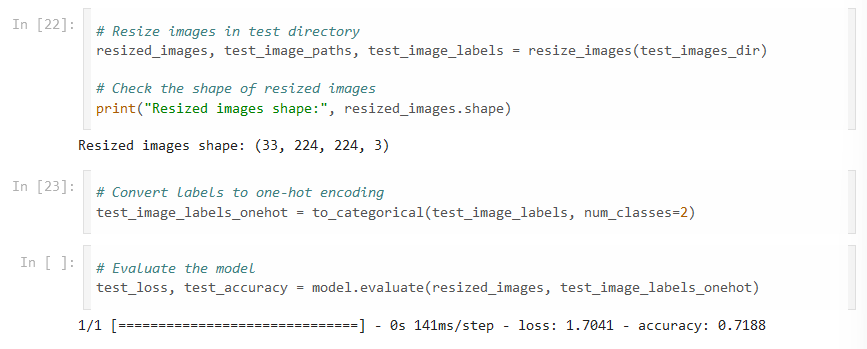 In [22]:
# Resize images in test directory
resized_images, test_image_paths, test_image_labels = resize_images(test_images_dir)
# Check the shape of resized images
print("Resized images shape:", resized_images.shape)
Resized images shape: (33, 224, 224, 3)
In [23]:
# Convert labels to one-hot encoding
test_image_labels_onehot = to_categorical(test_image_labels, num_classes=2)
In [ ]:
# Evaluate the model
test_loss, test_accuracy = model.evaluate(resized_images, test_image_labels_onehot)
1/1 [==============================] - 0s 141ms/step - loss: 1.7041 - accuracy: 0.7188